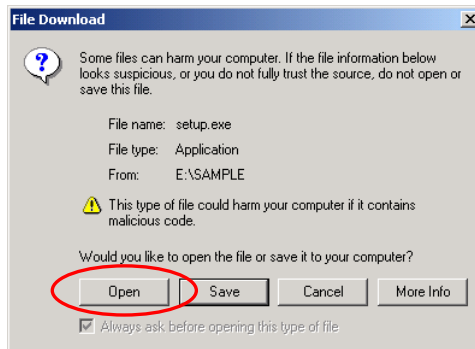 File Download
Some files can harm your computer. If the file information below
looks suspicious, or you do not fully trust the source, do not open or
save this file.
File name: setup.exe
File type: Application
From: E:\SAMPLE
This type of file could harm your computer if it contains
malicious code.
Would you like to open the file or save it to your computer?
Open Save Cancel More Info
Always ask before opening this type of file